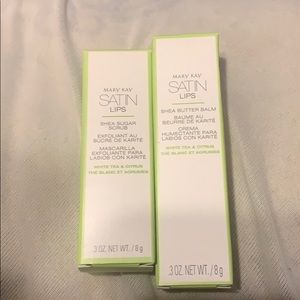 MARY KAY
SATIN
LIPS
SHEA SUGAR
SCRUB
EXFOLIANT AU
SUCRE DE KARITÉ
MASCARILLA
EXFOLIANTE PARA
LABIOS CON KARITÉ
WHITE TEA & CITRUS
THÉ BLANC ET AGRUMES
.3 OZ. NET WT. / 8 g
MARY KAY
SATIN
LIPS
SHEA BUTTER BALM
BAUME AU
BEURRE DE KARITÉ
CREMA
HUMECTANTE PARA
LABIOS CON KARITÉ
WHITE TEA & CITRUS
THÉ BLANC ET AGRUMES
.3 OZ. NET WT. / 8 g